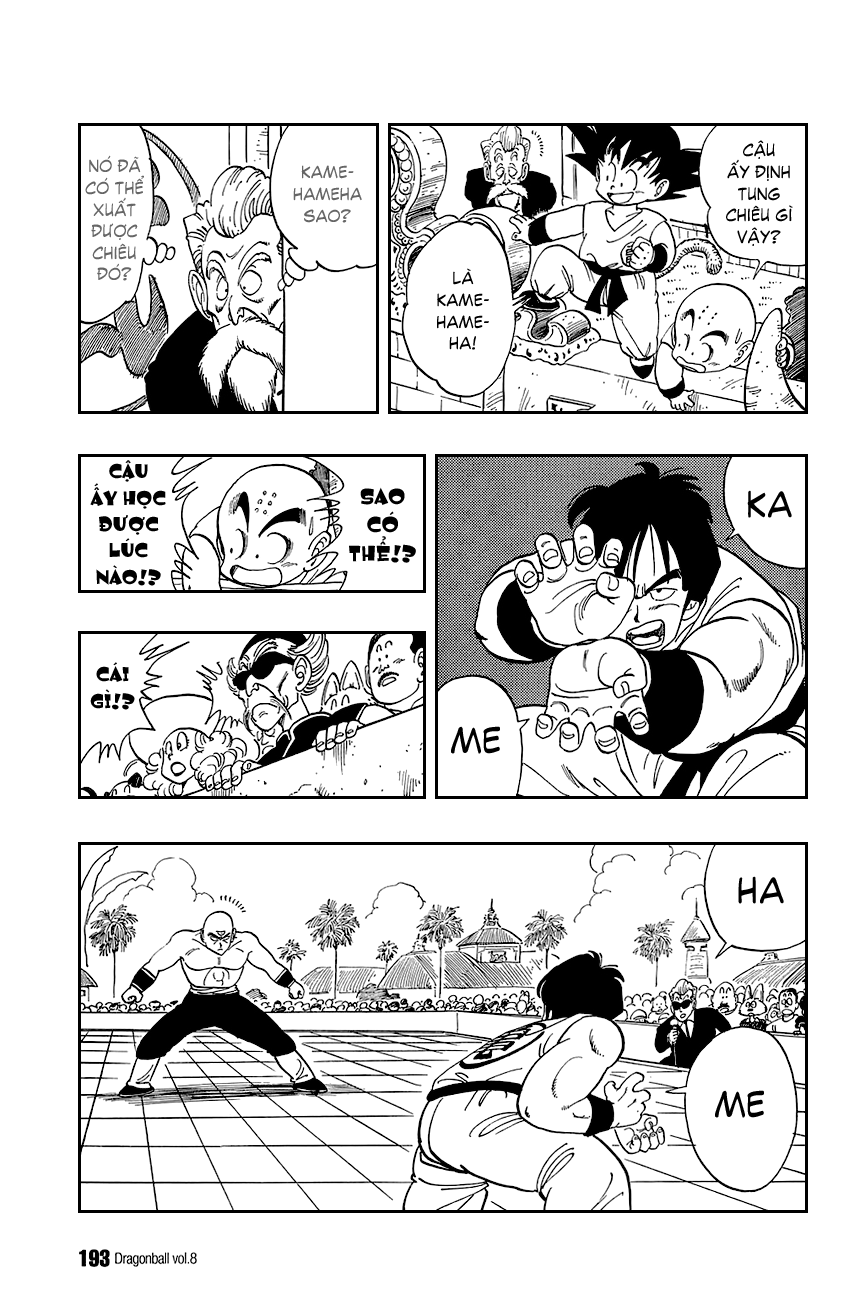 CẬU
ẤY ĐỊNH
TUNG
CHIÊU GÌ
VẬY?
LÀ
KAME-
HAME-
HA!
KAME-
HAMEHA
SAO?
NÓ ĐÀ
CÓ THỂ
XUẤT
ĐƯỢC
CHIÊU
ĐÓ?
KA
ME
SAO
CÓ
THỂ!?
CẬU
ẤY HỌC
ĐƯỢC
LÚC
NÀO!?
CÁI
GÌ!?
HA
ME
193 Dragonball vol.8